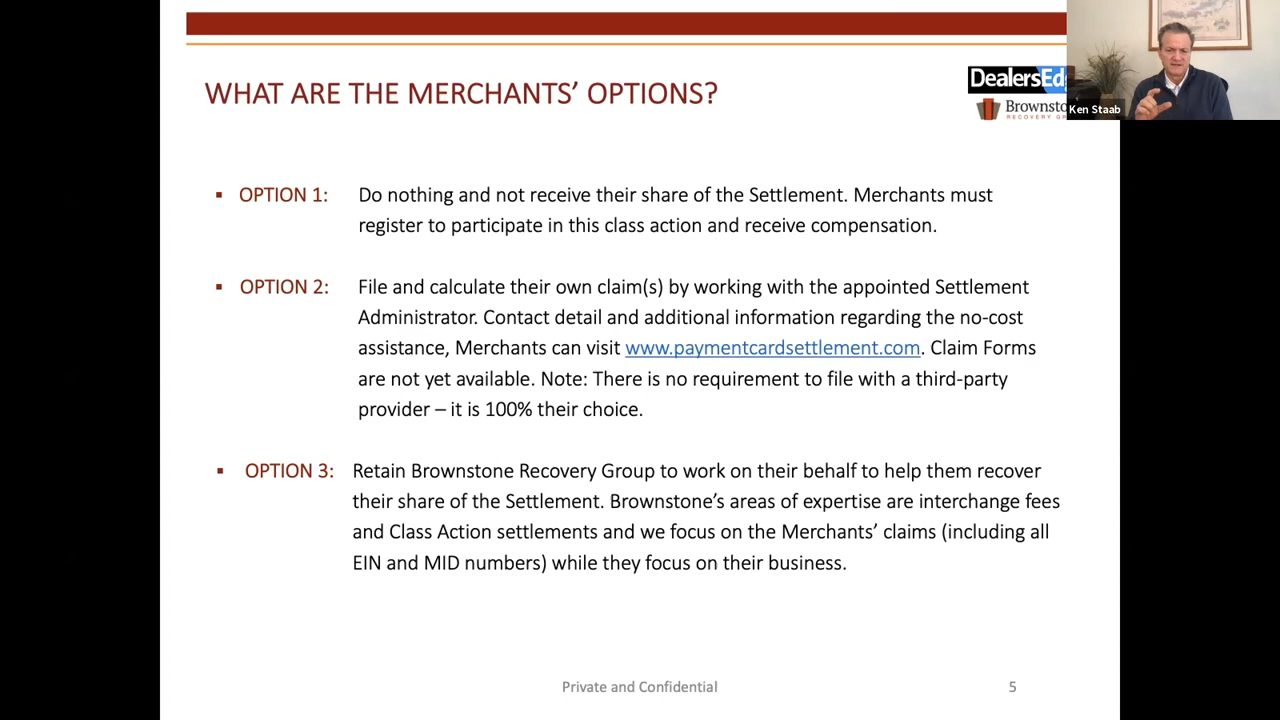 WHAT ARE THE MERCHANTS’ OPTIONS?
DealersEd
Brownsto
RECOVERY GR
Ken Staab
▪ OPTION 1: Do nothing and not receive their share of the Settlement. Merchants must
register to participate in this class action and receive compensation.
▪ OPTION 2: File and calculate their own claim(s) by working with the appointed Settlement
Administrator. Contact detail and additional information regarding the no-cost
assistance, Merchants can visit www.paymentcardsettlement.com. Claim Forms
are not yet available. Note: There is no requirement to file with a third-party
provider – it is 100% their choice.
▪ OPTION 3: Retain Brownstone Recovery Group to work on their behalf to help them recover
their share of the Settlement. Brownstone’s areas of expertise are interchange fees
and Class Action settlements and we focus on the Merchants’ claims (including all
EIN and MID numbers) while they focus on their business.
Private and Confidential
5